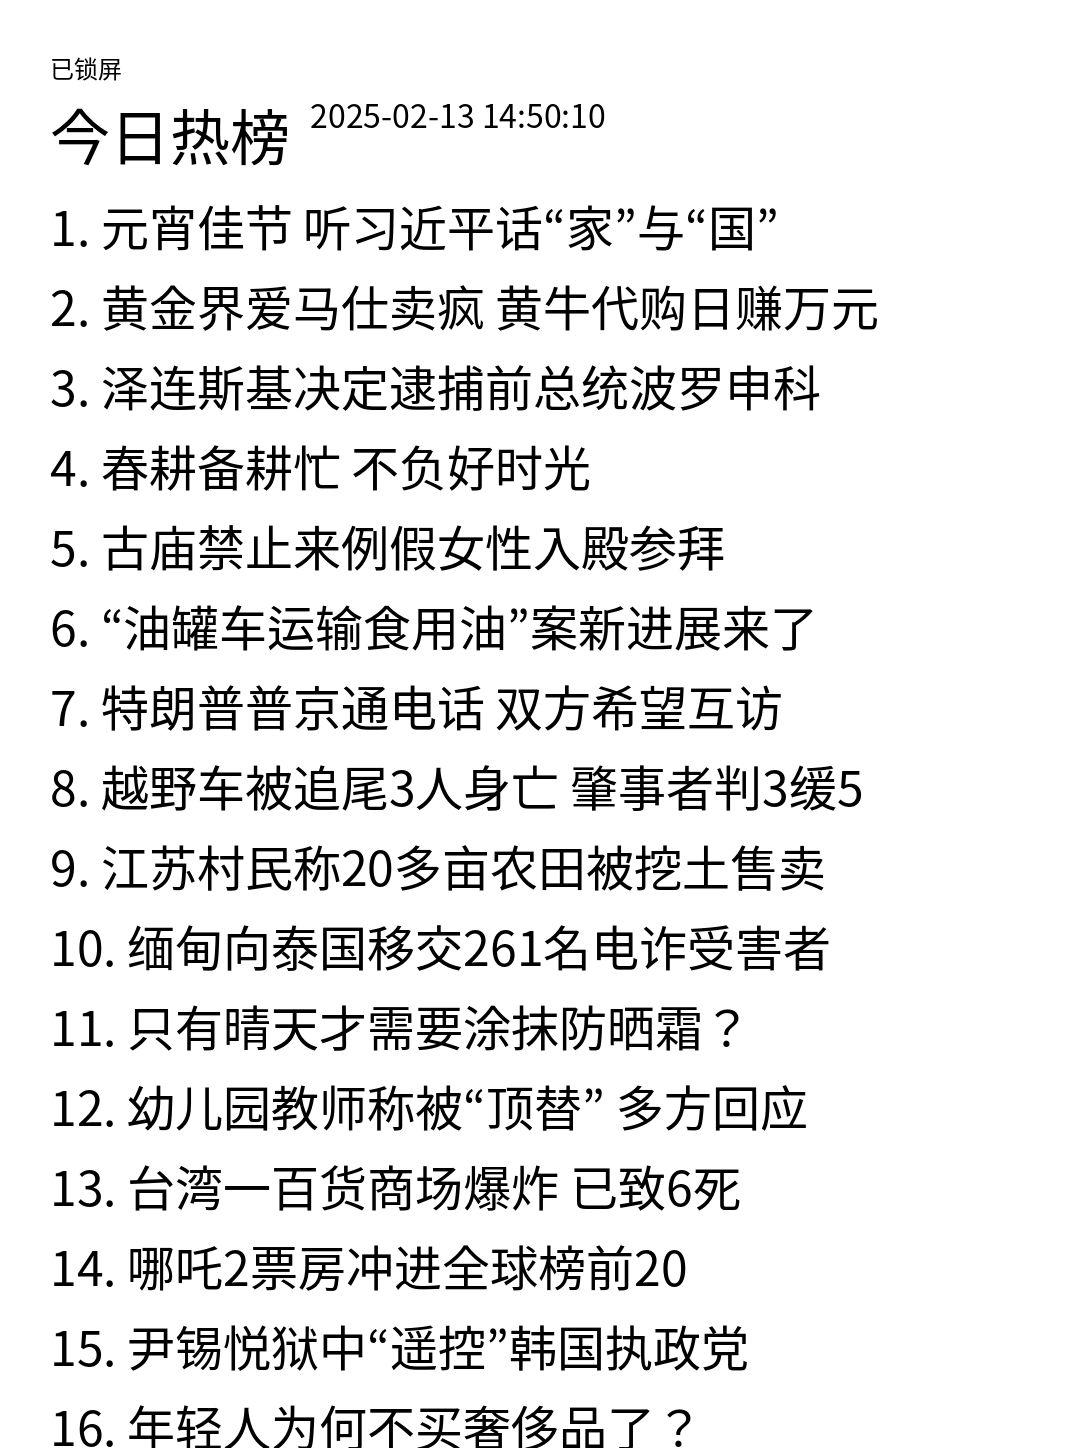 已锁屏
今日热榜 2025-02-13 14:50:10
1. 元宵佳节 听习近平话“家”与“国”
2. 黄金界爱马仕卖疯 黄牛代购日赚万元
3. 泽连斯基决定逮捕前总统波罗申科
4. 春耕备耕忙 不负好时光
5. 古庙禁止来例假女性入殿参拜
6. “油罐车运输食用油”案新进展来了
7. 特朗普普京通电话 双方希望互访
8. 越野车被追尾3人身亡 肇事者判3缓5
9. 江苏村民称20多亩农田被挖土售卖
10. 缅甸向泰国移交261名电诈受害者
11. 只有晴天才需要涂抹防晒霜？
12. 幼儿园教师称被“顶替” 多方回应
13. 台湾一百货商场爆炸 已致6死
14. 哪吒2票房冲进全球榜前20
15. 尹锡悦狱中“遥控”韩国执政党
16. 年轻人为何不买奢侈品了？